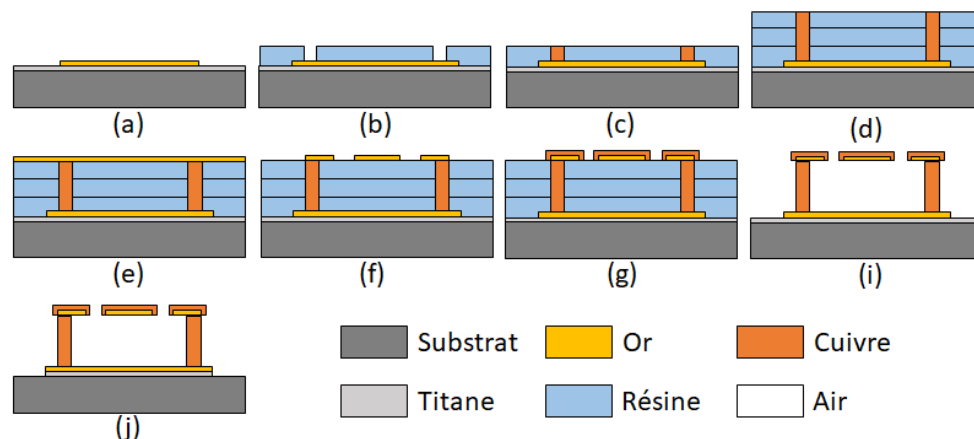 (a)
(b)
(c)
(d)
(e)
(f)
(g)
(i)
(j)
Substrat
Or
Cuivre
Titane
Résine
Air